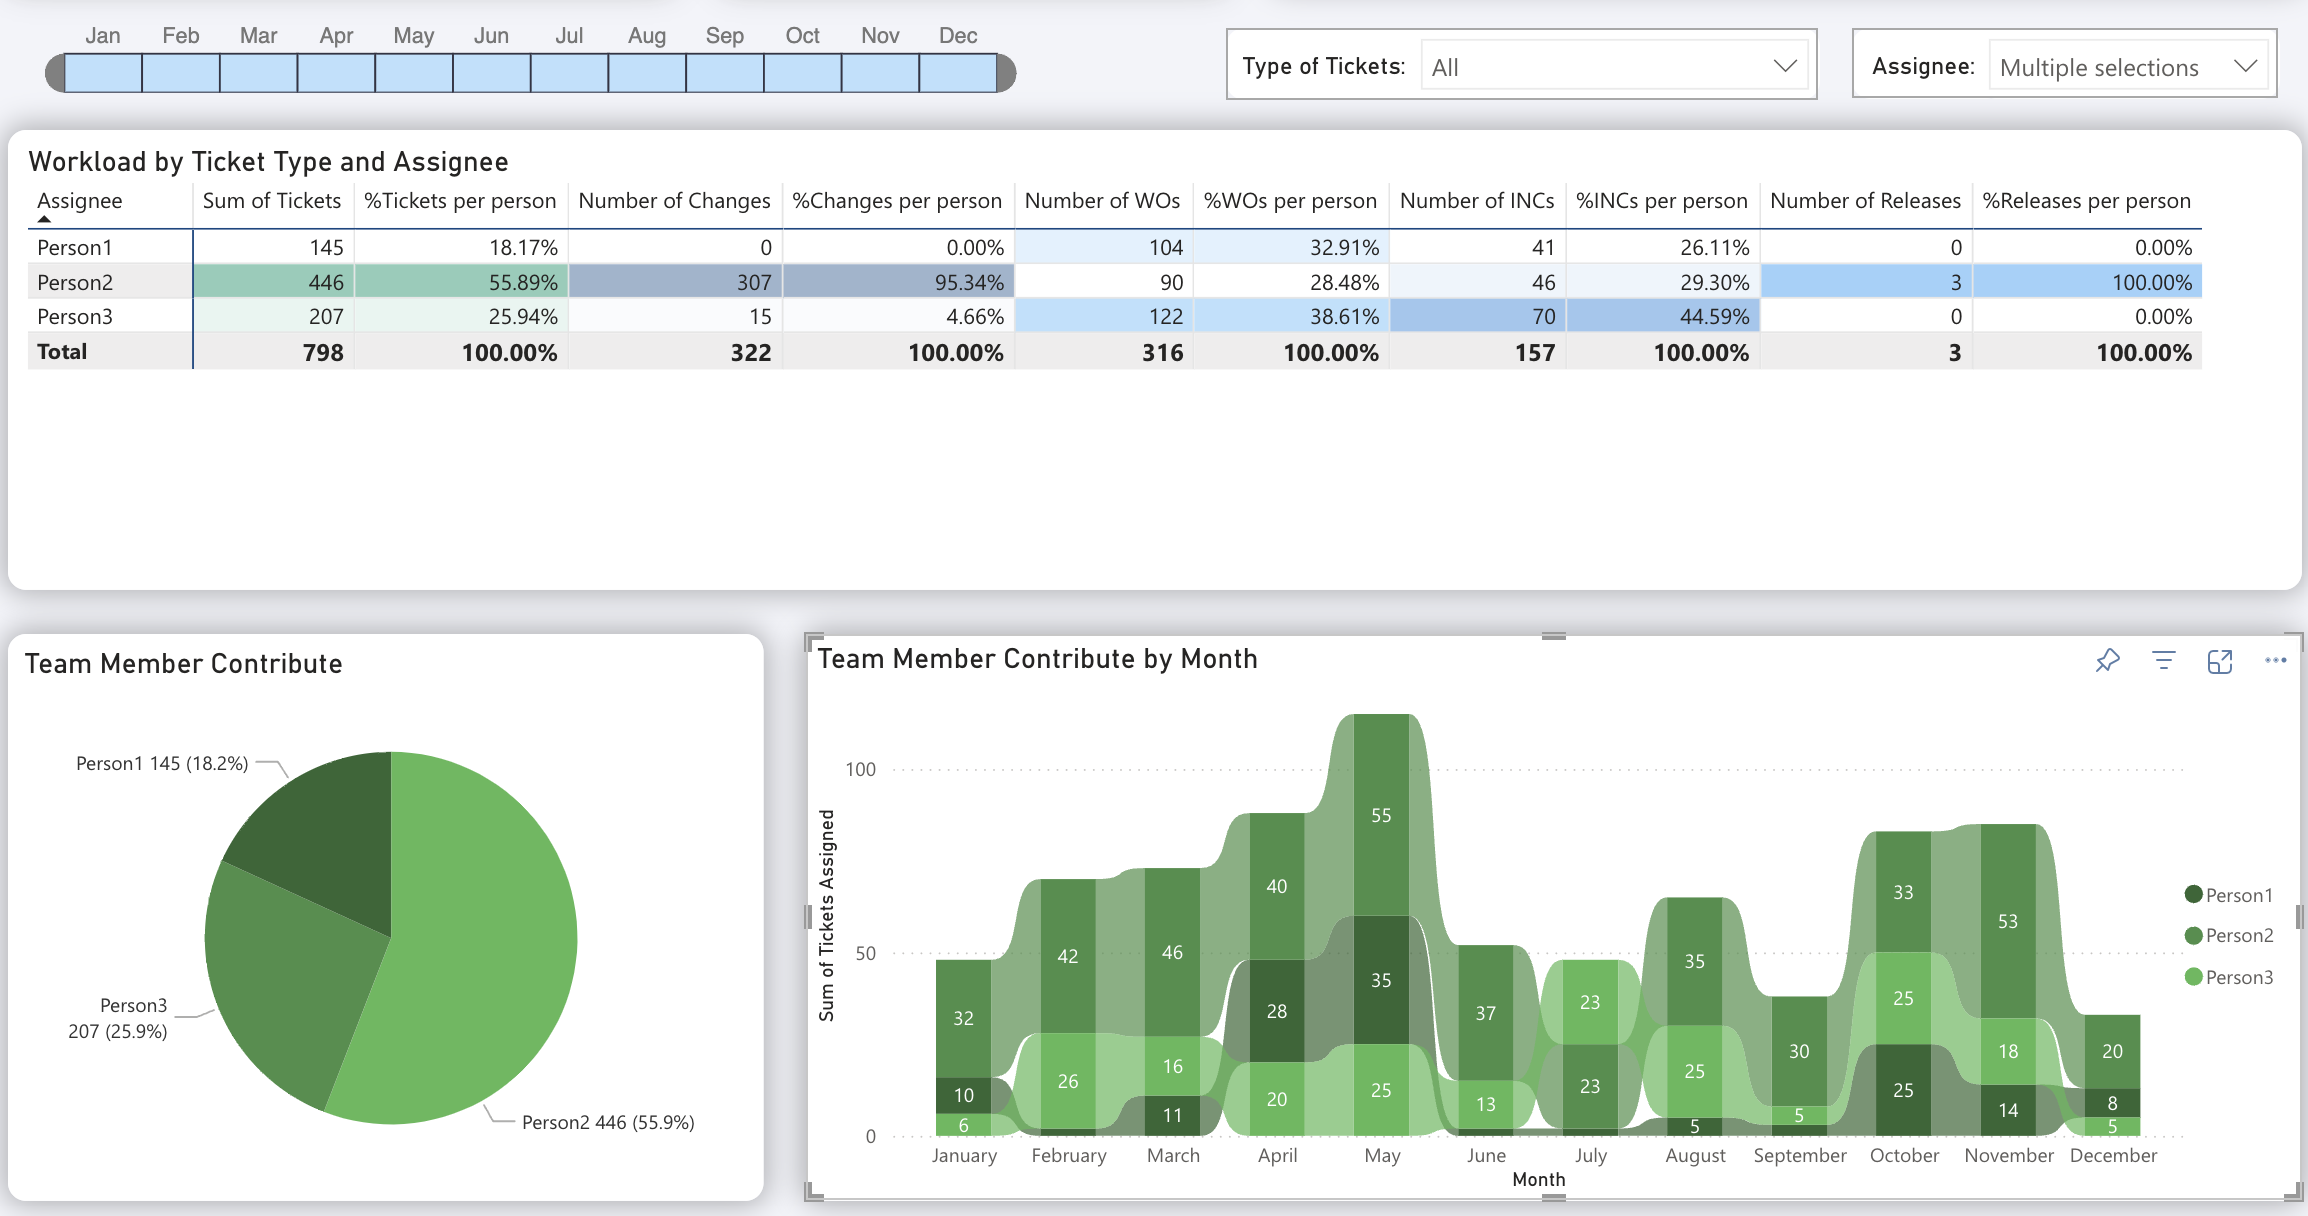 Jan Feb Mar Apr May Jun Jul Aug Sep Oct Nov Dec
Type of Tickets: All
Assignee: Multiple selections
Workload by Ticket Type and Assignee
Assignee Sum of Tickets %Tickets per person Number of Changes %Changes per person Number of WOs %WOs per person Number of INCs %INCs per person Number of Releases %Releases per person
Person1 145 18.17% 0 0.00% 104 32.91% 41 26.11% 0 0.00%
Person2 446 55.89% 307 95.34% 90 28.48% 46 29.30% 3 100.00%
Person3 207 25.94% 15 4.66% 122 38.61% 70 44.59% 0 0.00%
Total 798 100.00% 322 100.00% 316 100.00% 157 100.00% 3 100.00%
Team Member Contribute
Person1 145 (18.2%)
Person3
207 (25.9%)
Person2 446 (55.9%)
Team Member Contribute by Month
Sum of Tickets Assigned
100
50
0
32
10
6
42
26
46
16
11
40
28
20
55
35
25
37
13
23
23
35
25
5
30
5
33
25
25
53
18
14
20
8
5
January February March April May June July August September October November December
Month
Person1
Person2
Person3